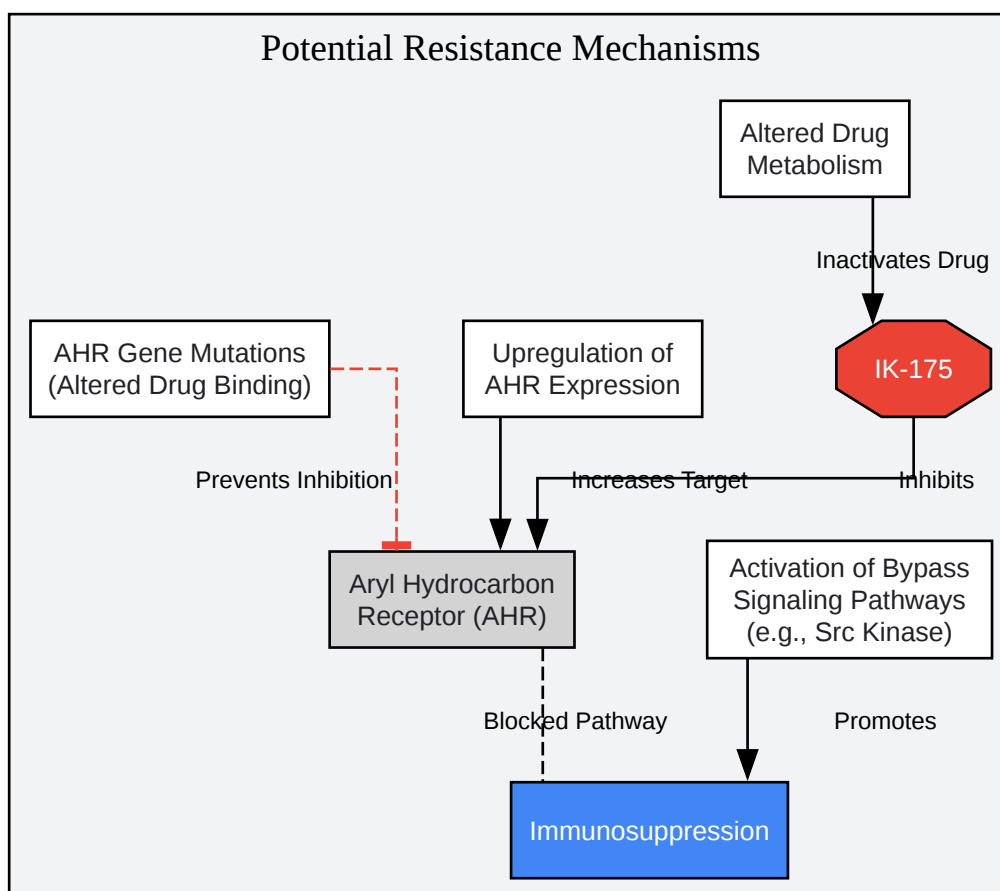 Potential Resistance Mechanisms
Altered Drug
Metabolism
Inactivates Drug
AHR Gene Mutations
(Altered Drug Binding)
Upregulation of
AHR Expression
IK-175
Prevents Inhibition
Increases Target
Inhibits
Aryl Hydrocarbon
Receptor (AHR)
Activation of Bypass
Signaling Pathways
(e.g., Src Kinase)
Blocked Pathway
Promotes
Immunosuppression